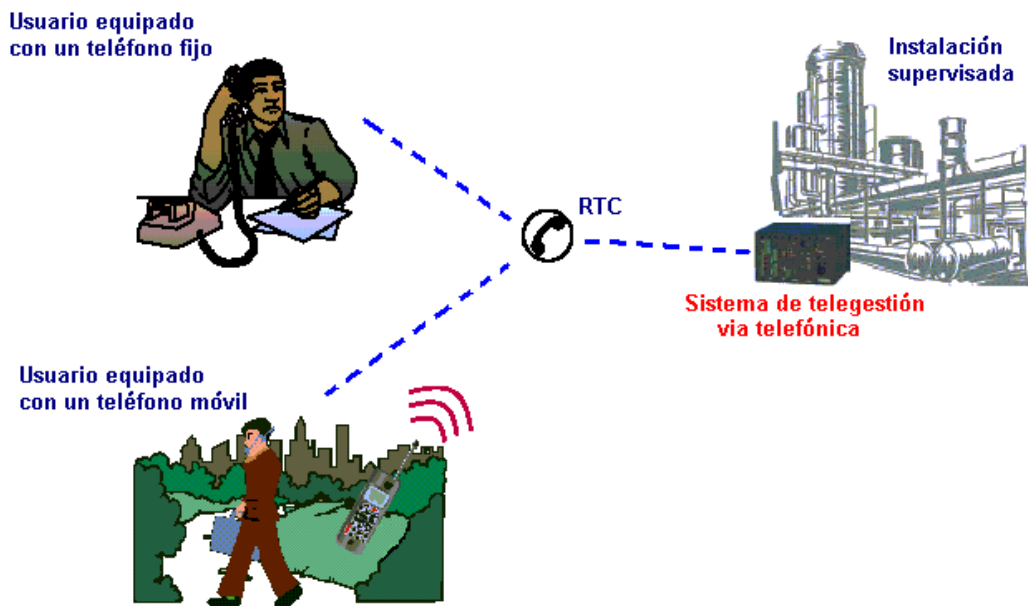 Usuario equipado
con un teléfono fijo
Instalación
supervisada
RTC
Sistema de telegestión
via telefónica
Usuario equipado
con un teléfono móvil